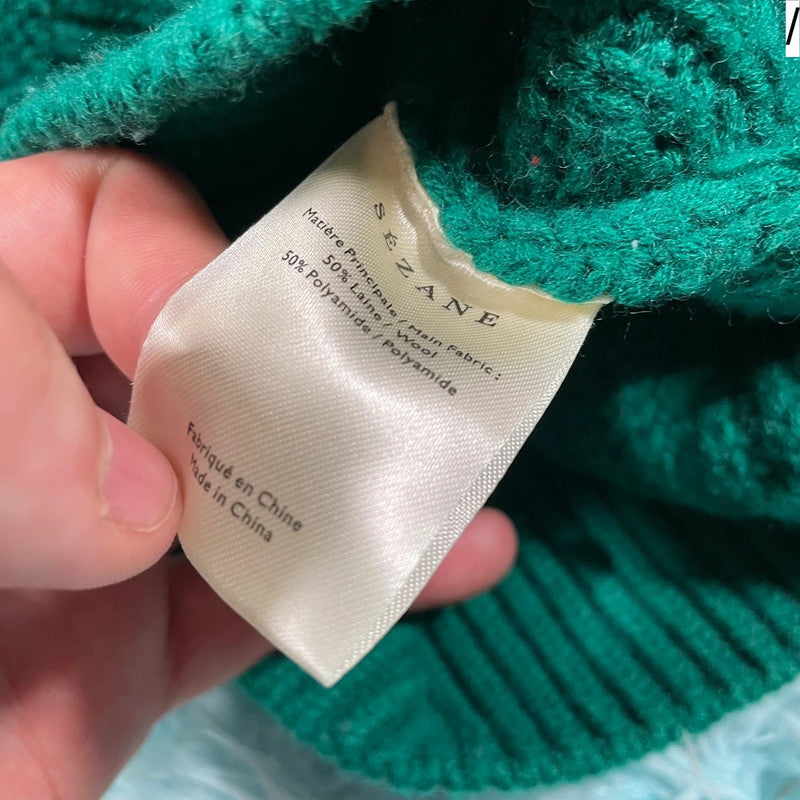 SÉZANE
Matière Principale / Main Fabric :
50% Laine / Wool
50% Polyamide / Polyamide
Fabriqué en Chine
Made in China
/